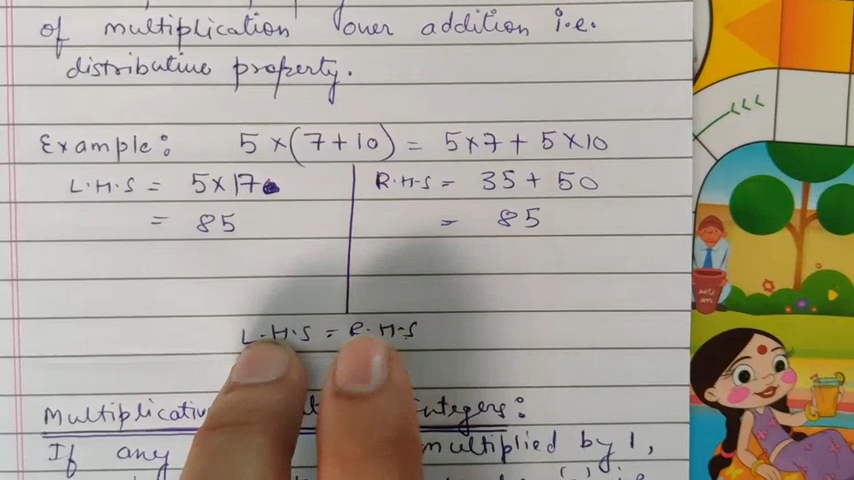 of multiplication over addition i.e.
distributive property.
Example: 5 × (7 + 10) = 5×7 + 5×10
L.H.S = 5×17 R.H.S = 35 + 50
= 85 = 85
L.H.S = R.H.S
Multiplicative integers:
If any multiplied by 1,